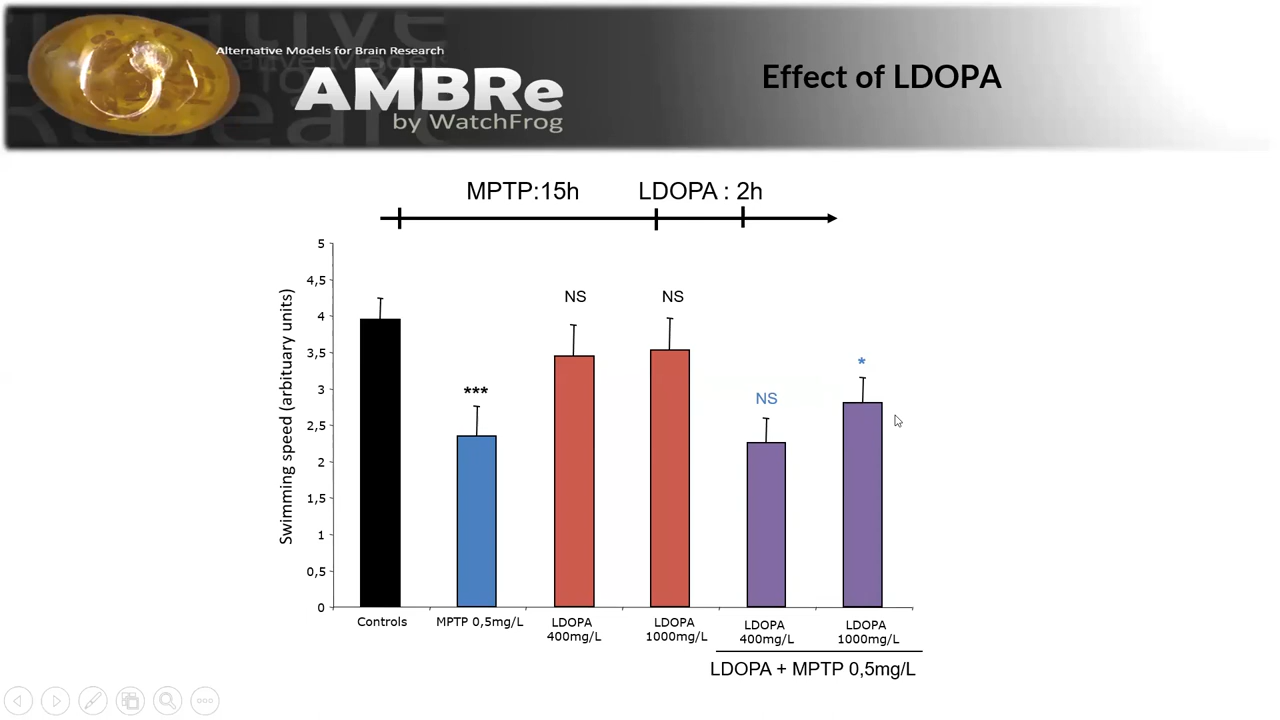 Alternative Models for Brain Research
AMBRe
by WatchFrog
Effect of LDOPA
MPTP:15h
LDOPA : 2h
Swimming speed (arbituary units)
5
4,5
4
3,5
3
2,5
2
1,5
1
0,5
0
***
NS
NS
NS
*
Controls
MPTP 0,5mg/L
LDOPA
400mg/L
LDOPA
1000mg/L
LDOPA
400mg/L
LDOPA
1000mg/L
LDOPA + MPTP 0,5mg/L